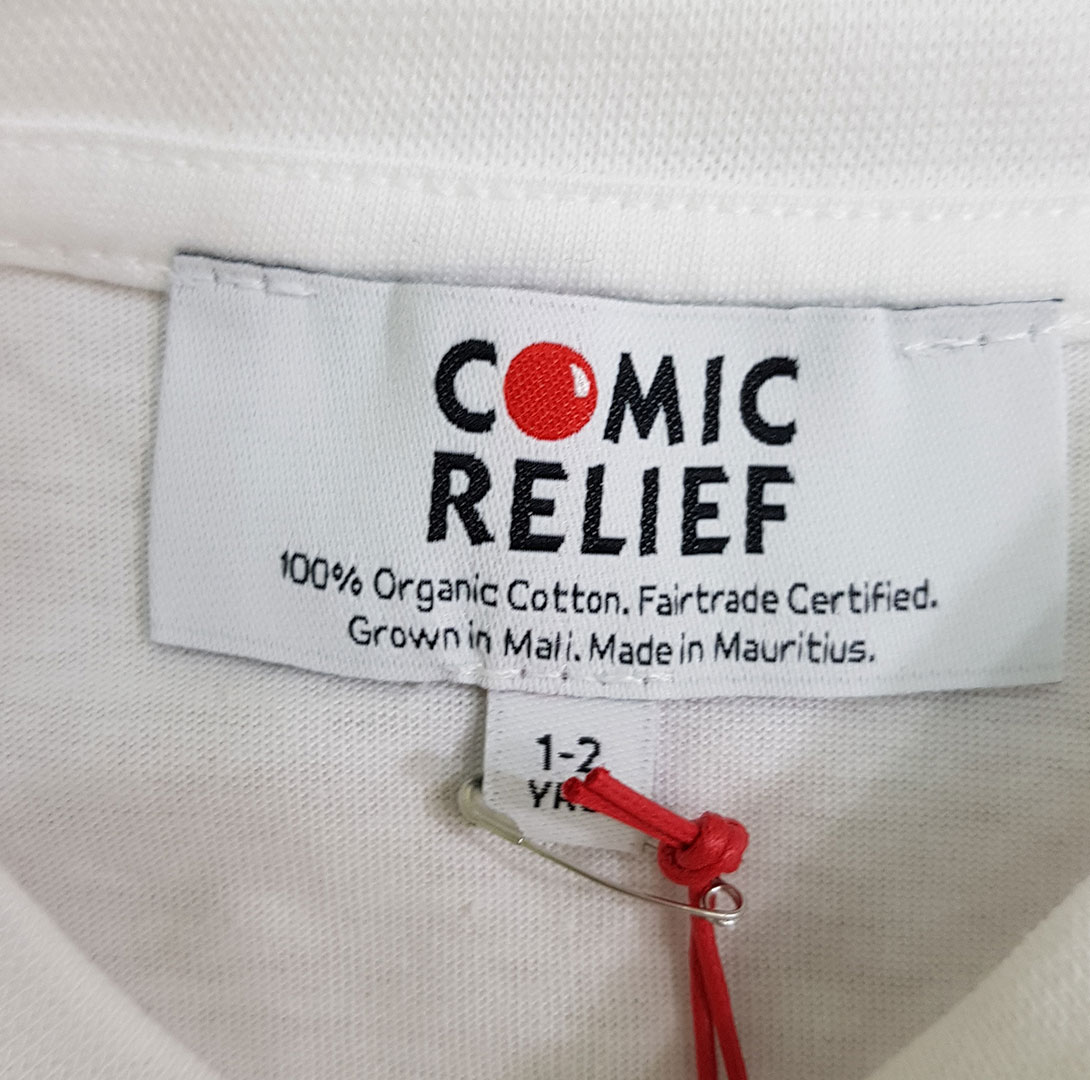 COMIC
RELIEF
100% Organic Cotton. Fairtrade Certified.
Grown in Mali. Made in Mauritius.
1-2